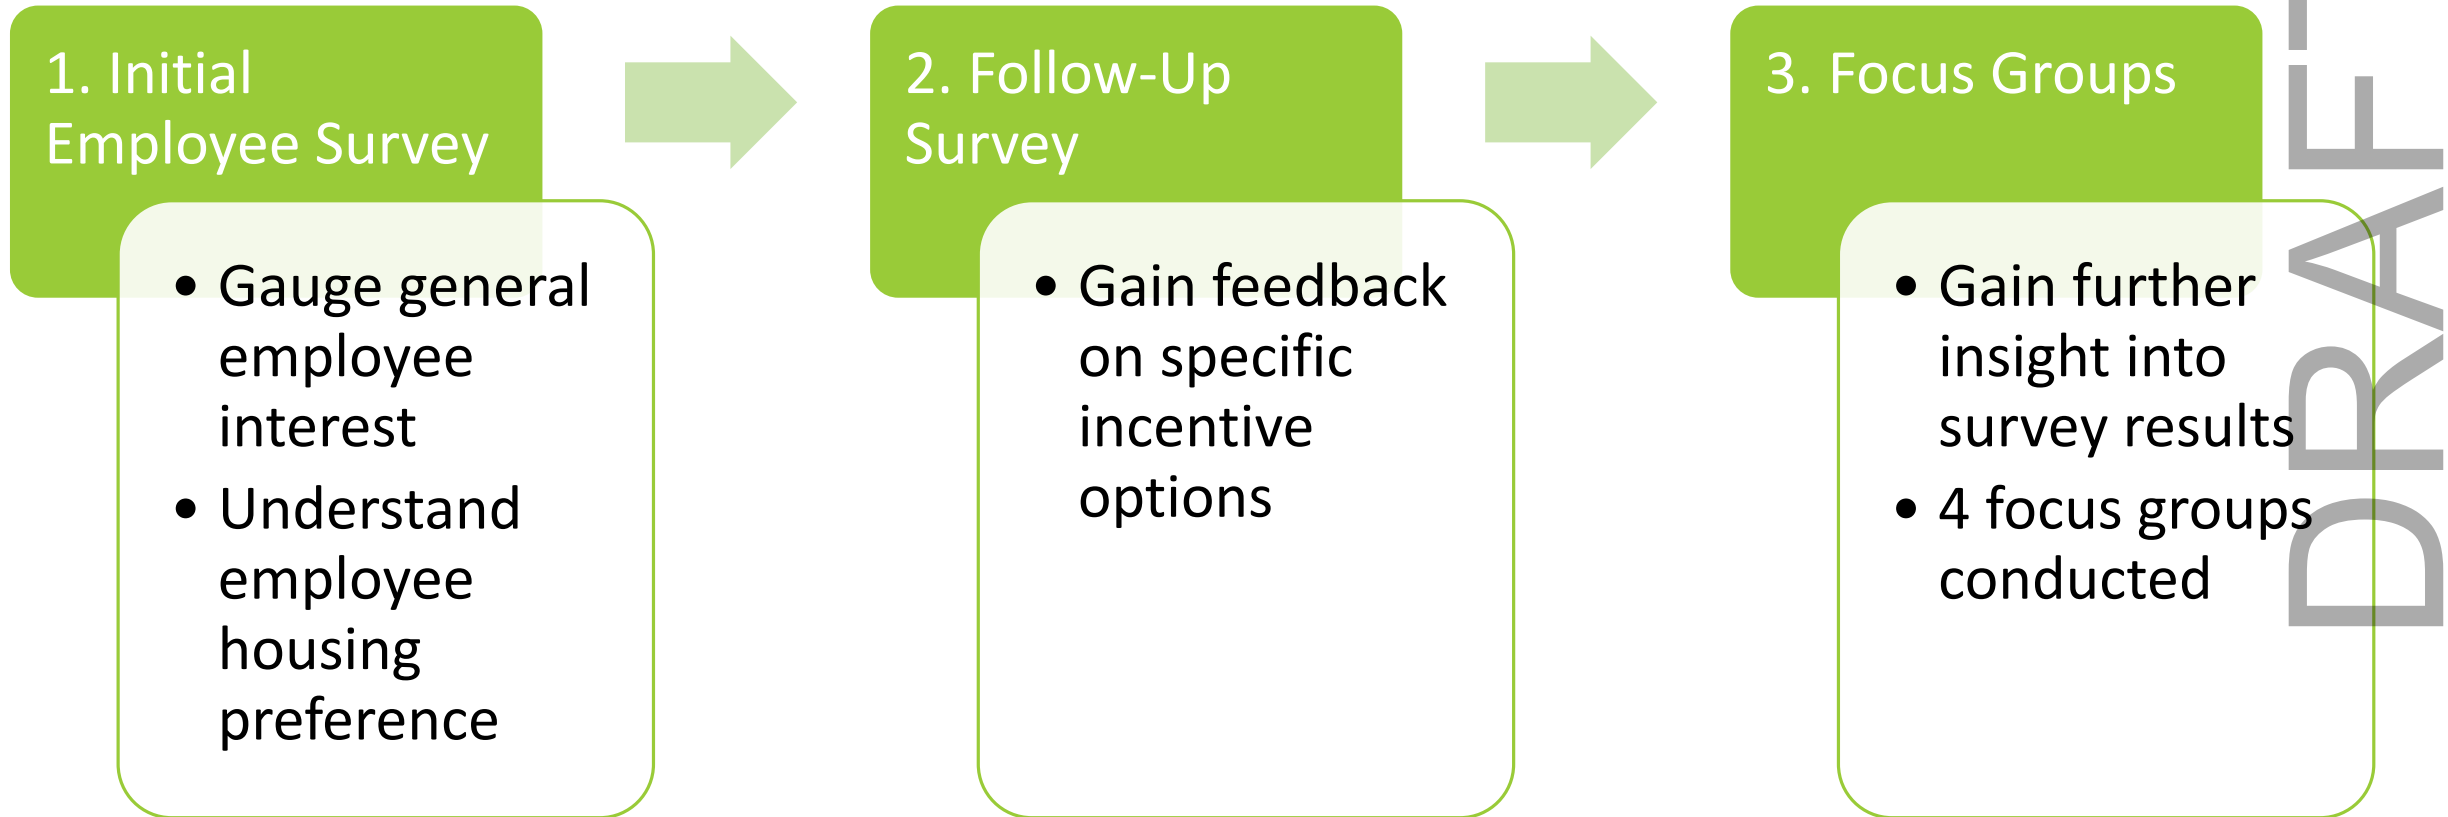 1. Initial
Employee Survey
• Gauge general
employee
interest
• Understand
employee
housing
preference
2. Follow-Up
Survey
• Gain feedback
on specific
incentive
options
3. Focus Groups
• Gain further
insight into
survey results
• 4 focus groups
conducted
DRAFT